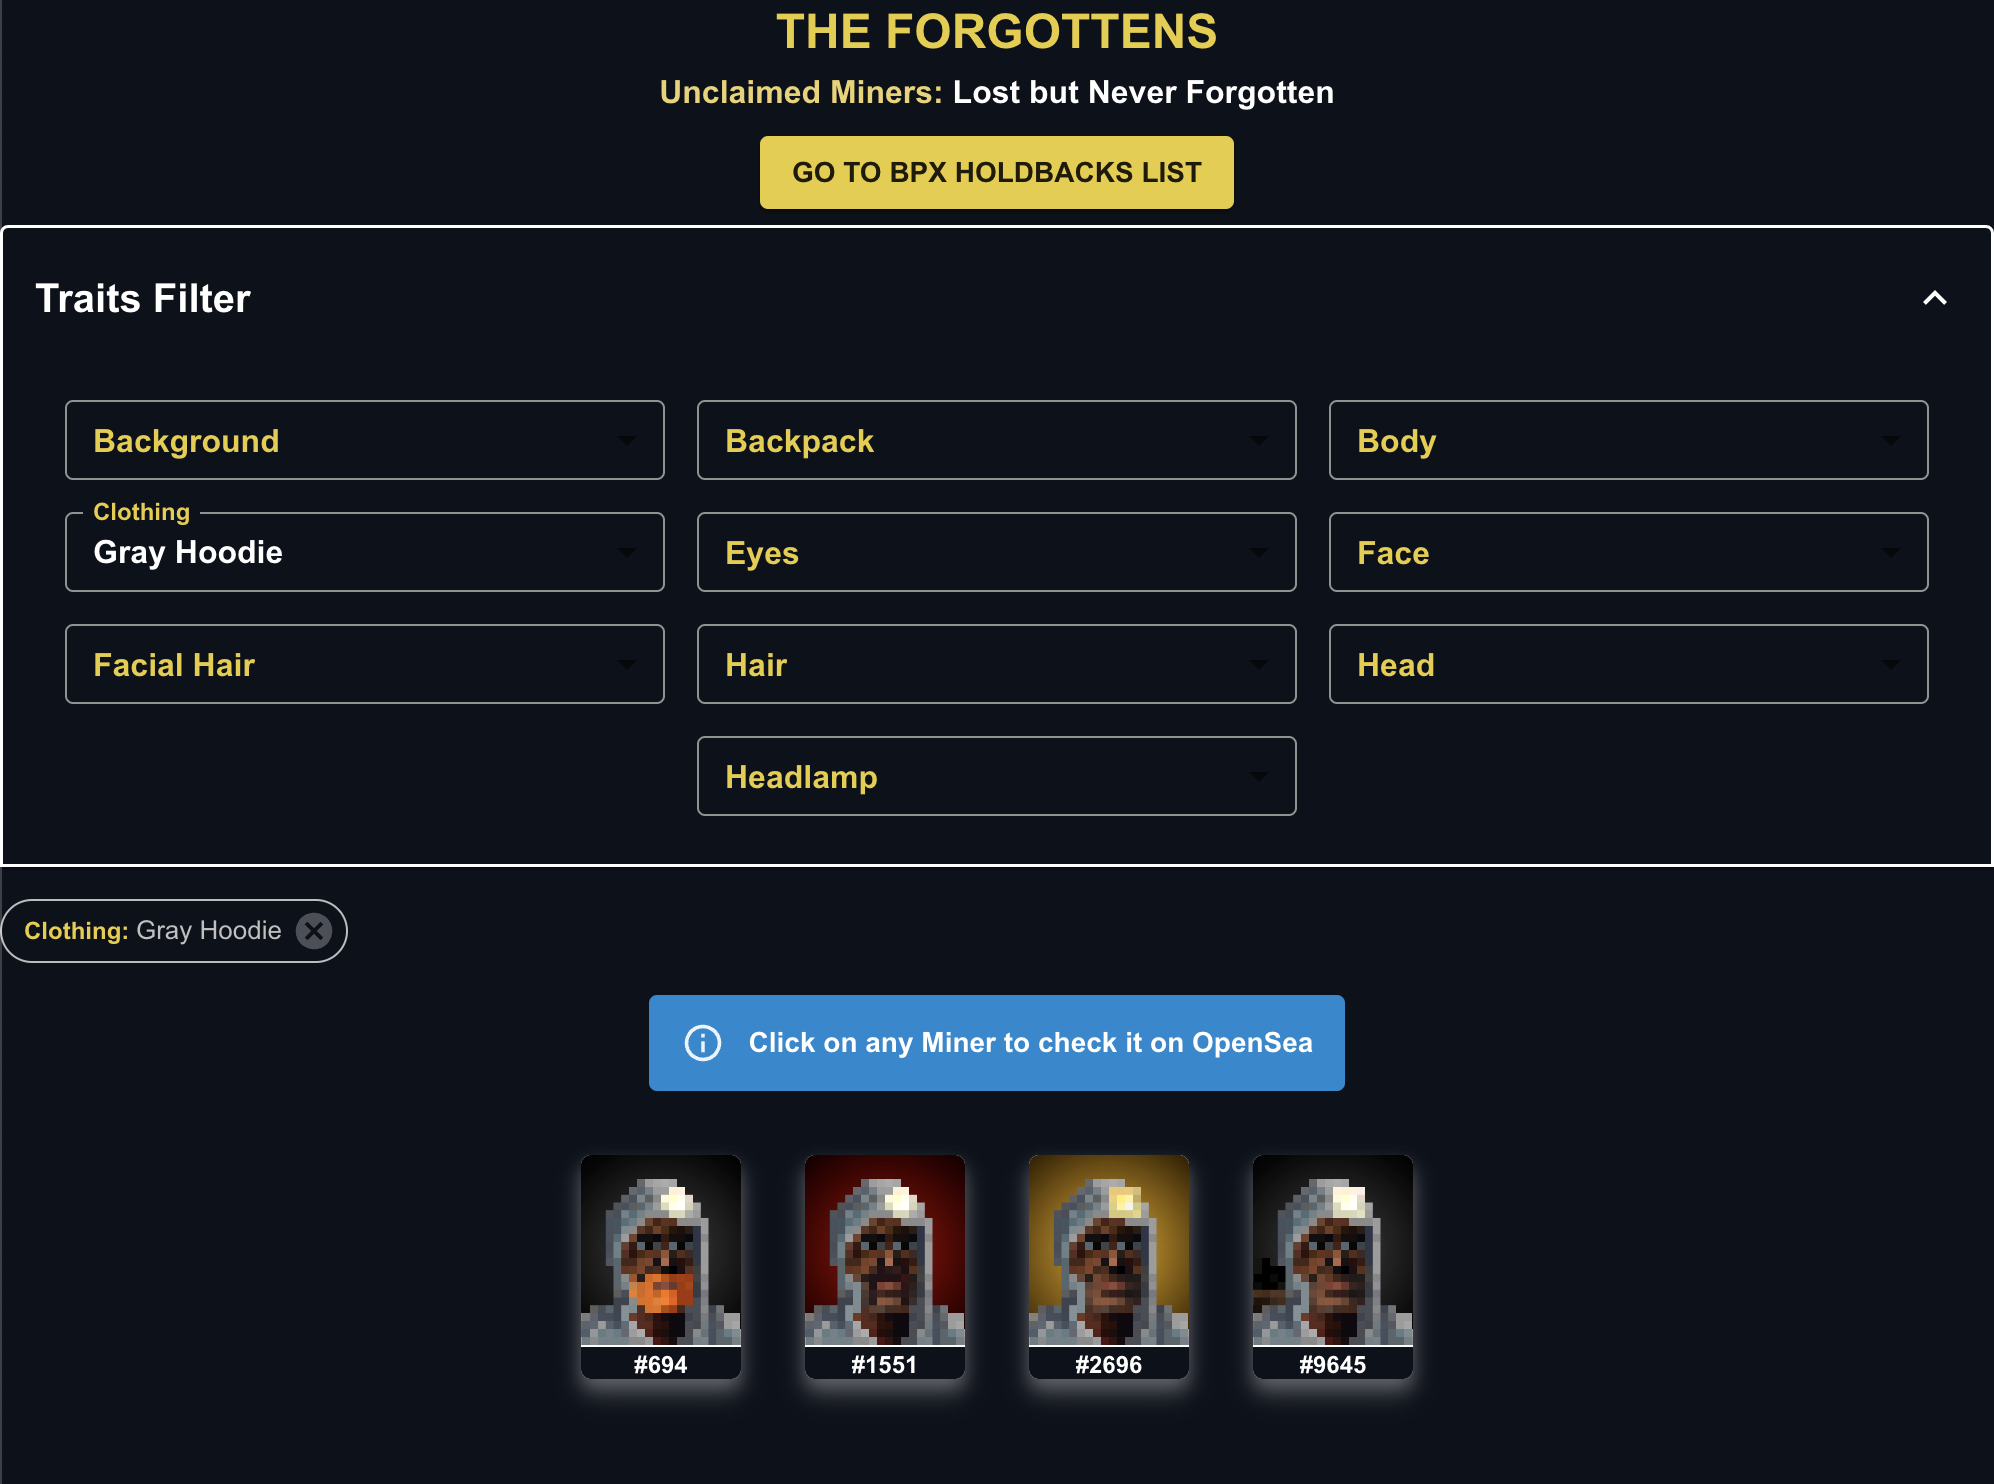 THE FORGOTTENS
Unclaimed Miners: Lost but Never Forgotten
GO TO BPX HOLDBACKS LIST
Traits Filter
Background
Backpack
Body
Clothing
Gray Hoodie
Eyes
Face
Facial Hair
Hair
Head
Headlamp
Clothing: Gray Hoodie
Click on any Miner to check it on OpenSea
#694
#1551
#2696
#9645